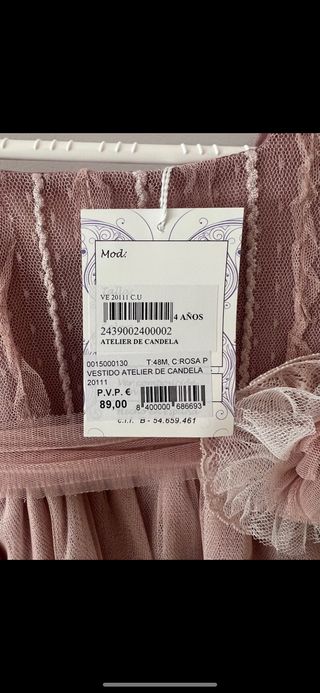 Mod:
VE 20111 C.U
4 AÑOS
2439002400002
ATELIER DE CANDELA
0015000130 T:48M, C:ROSA P
VESTIDO ATELIER DE CANDELA
20111
P.V.P. €
89,00
8 400000 686693
C.I.F. B - 54.659.461